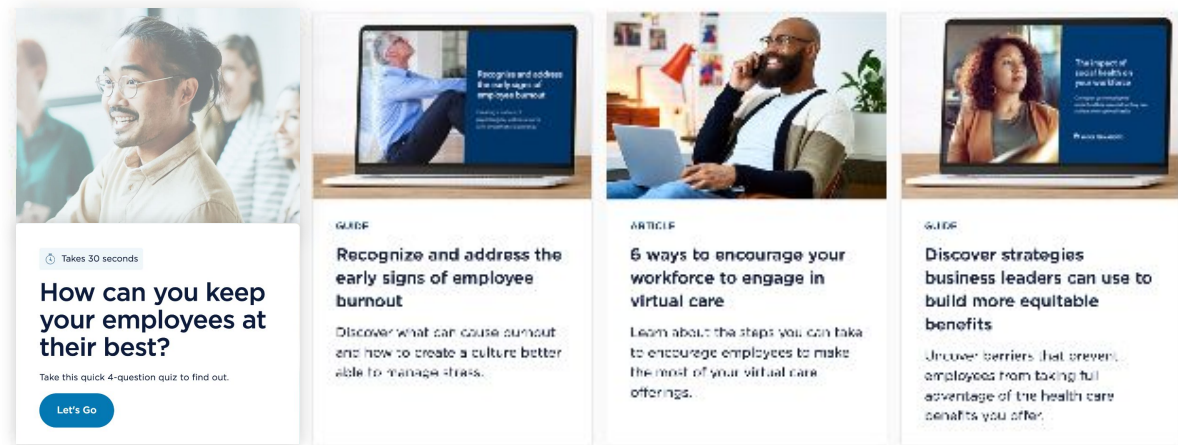 Takes 30 seconds
How can you keep
your employees at
their best?
Take this quick 4-question quiz to find out.
Let's Go
Recognize and address
the early signs of
employee burnout
GUIDE
Recognize and address the
early signs of employee
burnout
Discover what can cause burnout
and how to create a culture better
able to manage stress.
ARTICLE
6 ways to encourage your
workforce to engage in
virtual care
Learn about the steps you can take
to encourage employees to make
the most of your virtual care
offerings.
The impact of
social health on
your workforce
GUIDE
Discover strategies
business leaders can use to
build more equitable
benefits
Uncover barriers that prevent
employees from taking full
advantage of the health care
benefits you offer.